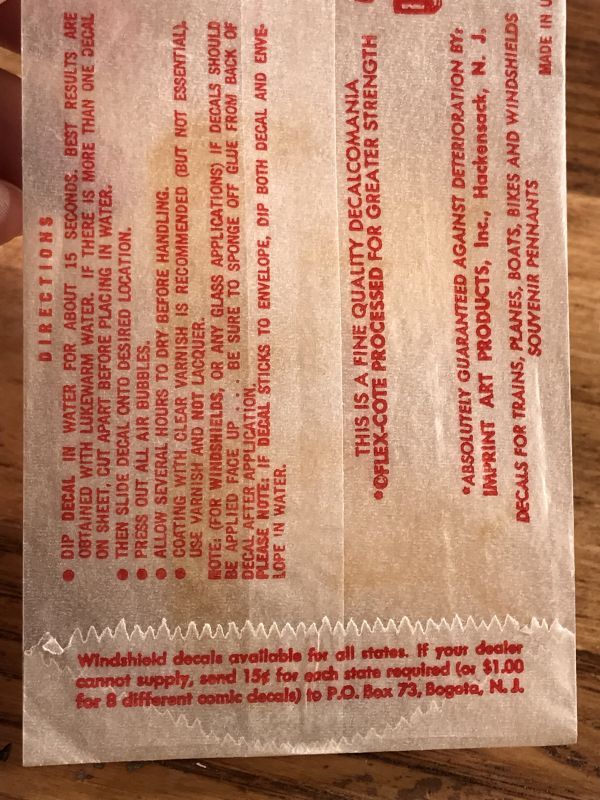 DIRECTIONS
• DIP DECAL IN WATER FOR ABOUT 15 SECONDS. BEST RESULTS ARE
OBTAINED WITH LUKEWARM WATER. IF THERE IS MORE THAN ONE DECAL
ON SHEET, CUT APART BEFORE PLACING IN WATER.
• THEN SLIDE DECAL ONTO DESIRED LOCATION.
• PRESS OUT ALL AIR BUBBLES.
• ALLOW SEVERAL HOURS TO DRY BEFORE HANDLING.
• COATING WITH CLEAR VARNISH IS RECOMMENDED (BUT NOT ESSENTIAL).
USE VARNISH AND NOT LACQUER.
NOTE: (FOR WINDSHIELDS, OR ANY GLASS APPLICATIONS) IF DECALS SHOULD
BE APPLIED FACE UP . . . BE SURE TO SPONGE OFF GLUE FROM BACK OF
DECAL AFTER APPLICATION.
PLEASE NOTE: IF DECAL STICKS TO ENVELOPE, DIP BOTH DECAL AND ENVE-
LOPE IN WATER.
THIS IS A FINE QUALITY DECALCOMANIA
*OFLEX-COTE PROCESSED FOR GREATER STRENGTH
*ABSOLUTELY GUARANTEED AGAINST DETERIORATION BY:
IMPRINT ART PRODUCTS, Inc., Hackensack, N. J.
DECALS FOR TRAINS, PLANES, BOATS, BIKES AND WINDSHIELDS
SOUVENIR PENNANTS
MADE IN U
Windshield decals available for all states. If your dealer
cannot supply, send 15¢ for each state required (or $1.00
for 8 different comic decals) to P.O. Box 73, Bogota, N. J.